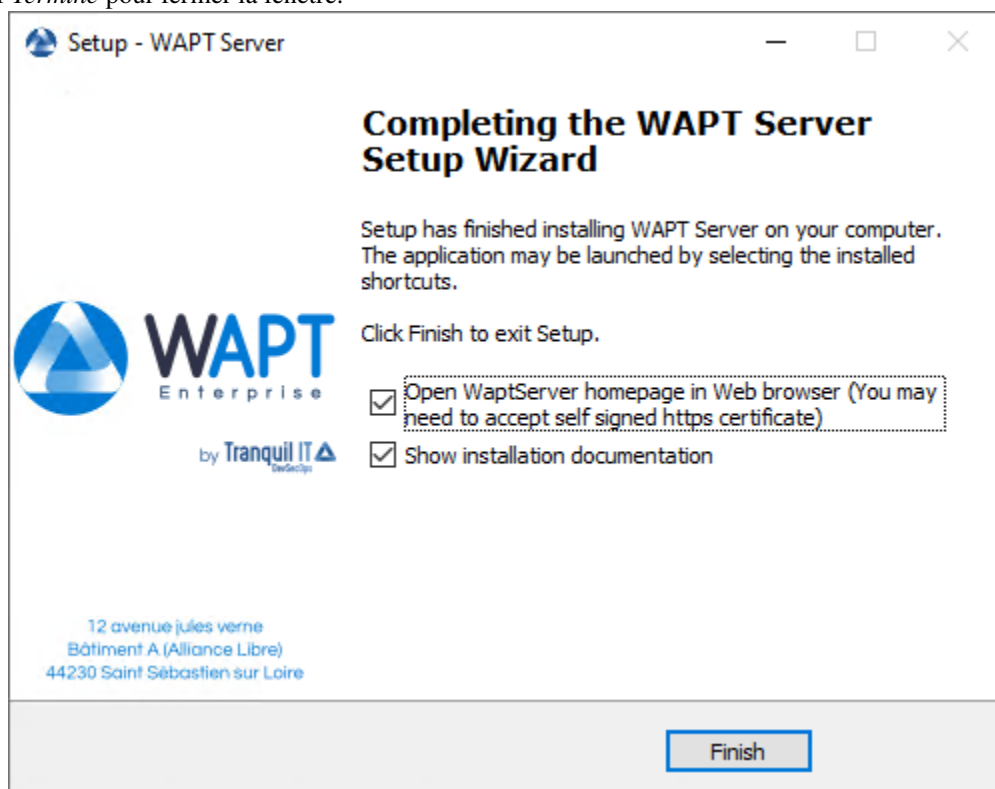 Terminé pour fermer la fenêtre.
Setup - WAPT Server
Completing the WAPT Server
Setup Wizard
Setup has finished installing WAPT Server on your computer.
The application may be launched by selecting the installed
shortcuts.
Click Finish to exit Setup.
WAPT
Enterprise
Open WaptServer homepage in Web browser (You may
need to accept self signed https certificate)
by Tranquil IT
DevSecOps
Show installation documentation
12 avenue jules verne
Bâtiment A (Alliance Libre)
44230 Saint Sébastien sur Loire
Finish